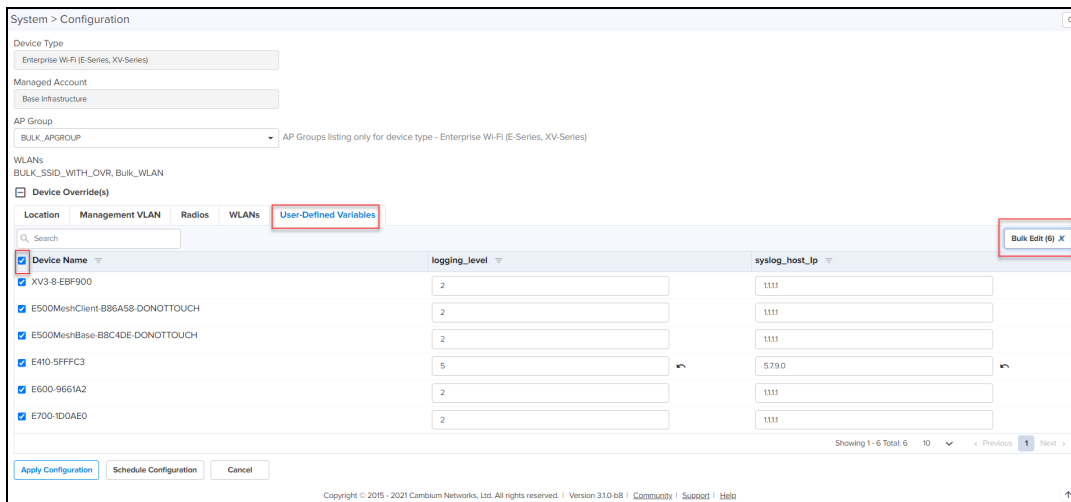 System > Configuration
Device Type
Enterprise Wi-Fi (E-Series, XV-Series)
Managed Account
Base Infrastructure
AP Group
BULK_APGROUP AP Groups listing only for device type - Enterprise Wi-Fi (E-Series, XV-Series)
WLANs
BULK_SSID_WITH_OVR, Bulk_WLAN
Device Override(s)
Location Management VLAN Radios WLANs User-Defined Variables
Search Bulk Edit (6) X
Device Name logging_level syslog_host_ip
XV3-8-EBF900 2 1.1.1.1
E500MeshClient-B86A58-DONOTTOUCH 2 1.1.1.1
E500MeshBase-B8C4DE-DONOTTOUCH 2 1.1.1.1
E410-5FFFC3 5 5.7.9.0
E600-9661A2 2 1.1.1.1
E700-1D0AE0 2 1.1.1.1
Showing 1 - 6 Total: 6 10 < Previous 1 Next >
Apply Configuration Schedule Configuration Cancel
Copyright © 2015 - 2021 Cambium Networks, Ltd. All rights reserved. | Version 3.1.0-b8 | Community | Support | Help